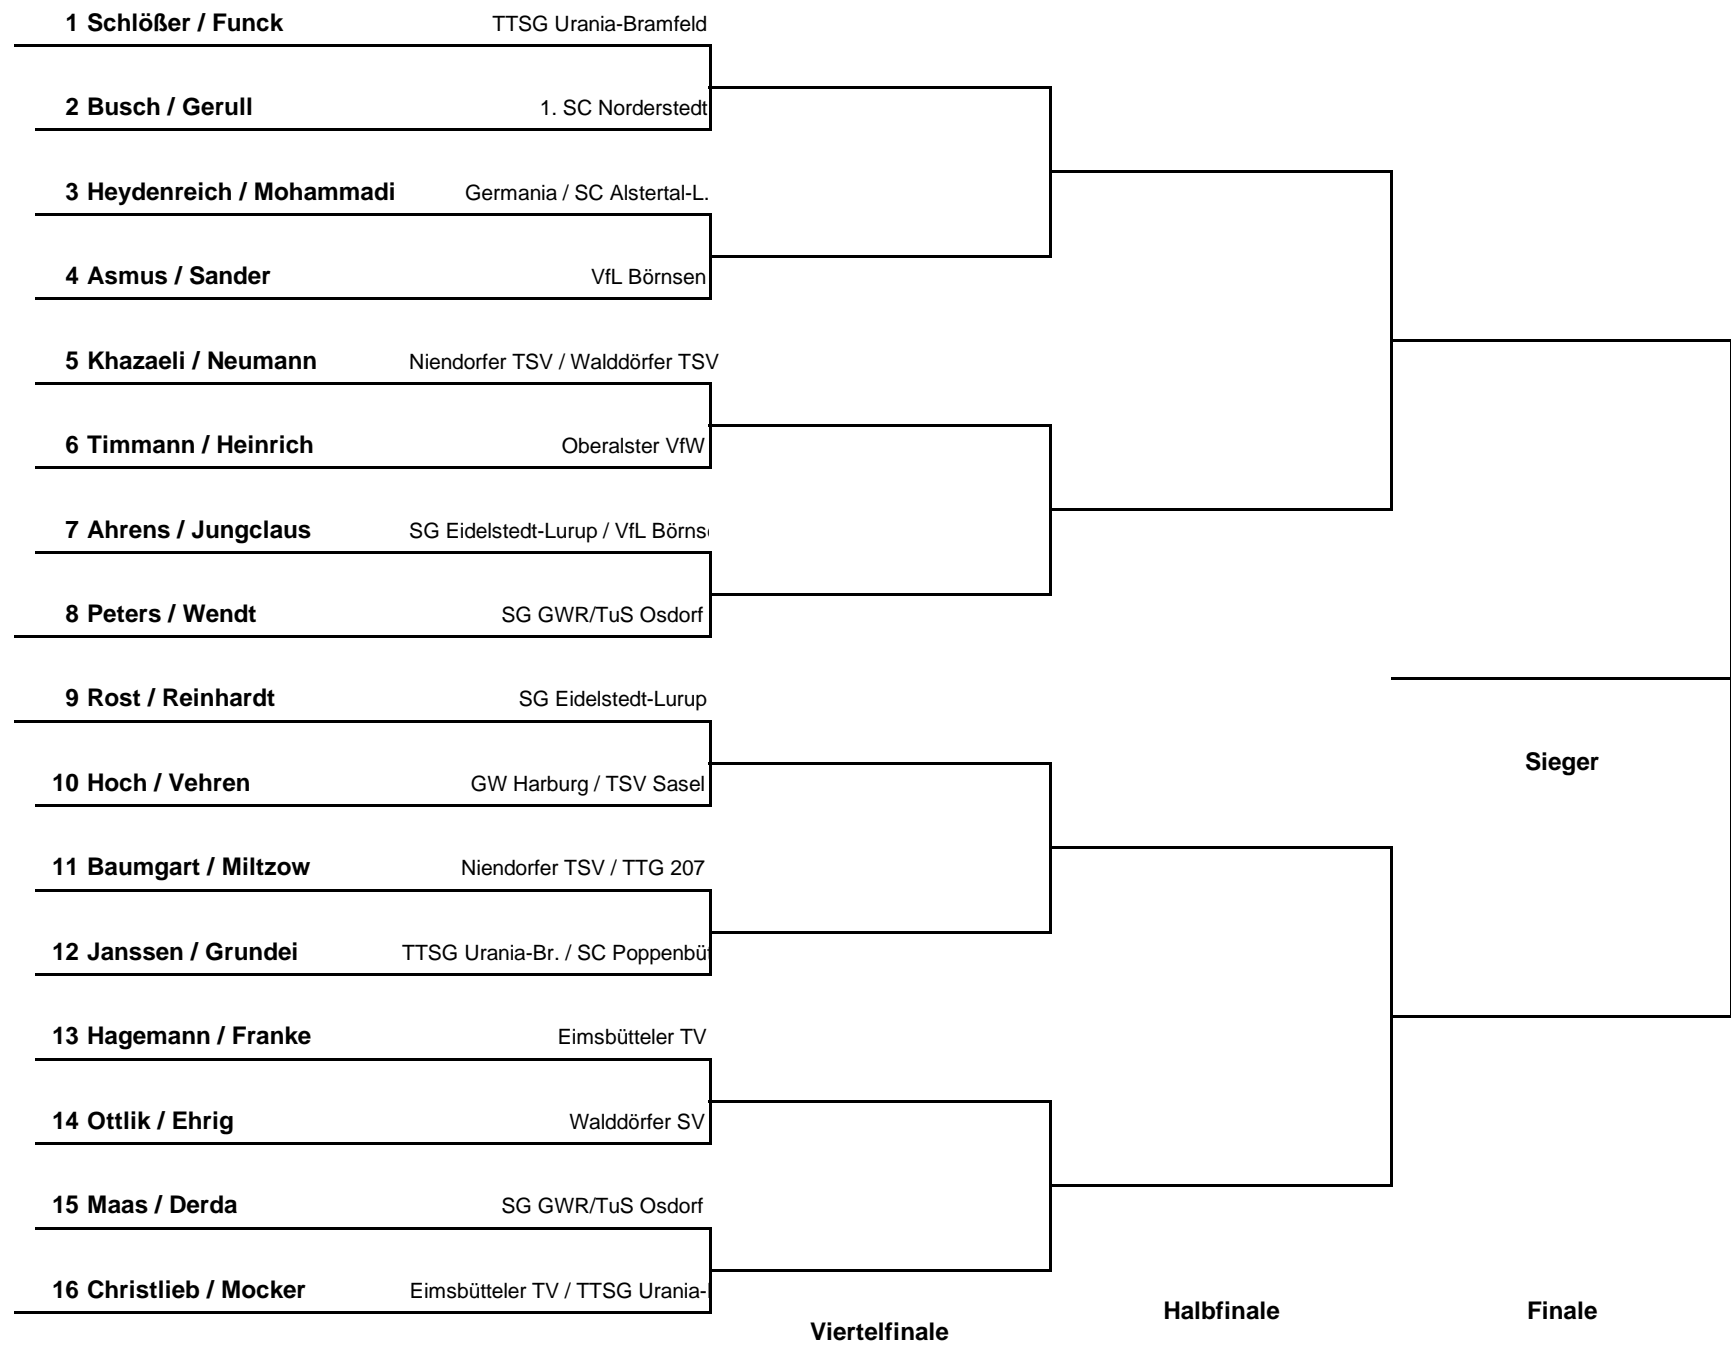 1 Schlößer / Funck TTSG Urania-Bramfeld
2 Busch / Gerull 1. SC Norderstedt
3 Heydenreich / Mohammadi Germania / SC Alstertal-L.
4 Asmus / Sander VfL Börnsen
5 Khazaeli / Neumann Niendorfer TSV / Walddörfer TSV
6 Timmann / Heinrich Oberalster VfW
7 Ahrens / Jungclaus SG Eidelstedt-Lurup / VfL
8 Peters / Wendt SG GWR/TuS Osdorf
9 Rost / Reinhardt SG Eidelstedt-Lurup
10 Hoch / Vehren GW Harburg / TSV Sasel
Sieger
11 Baumgart / Miltzow Niendorfer TSV / TTG 207
12 Janssen / Grundei TTSG Urania-Br. / SC
13 Hagemann / Franke Eimsbütteler TV
14 Ottlik / Ehrig Walddörfer SV
15 Maas / Derda SG GWR/TuS Osdorf
16 Christlieb / Mocker Eimsbütteler TV / TTSG Urania-
Halbfinale Finale
Viertelfinale